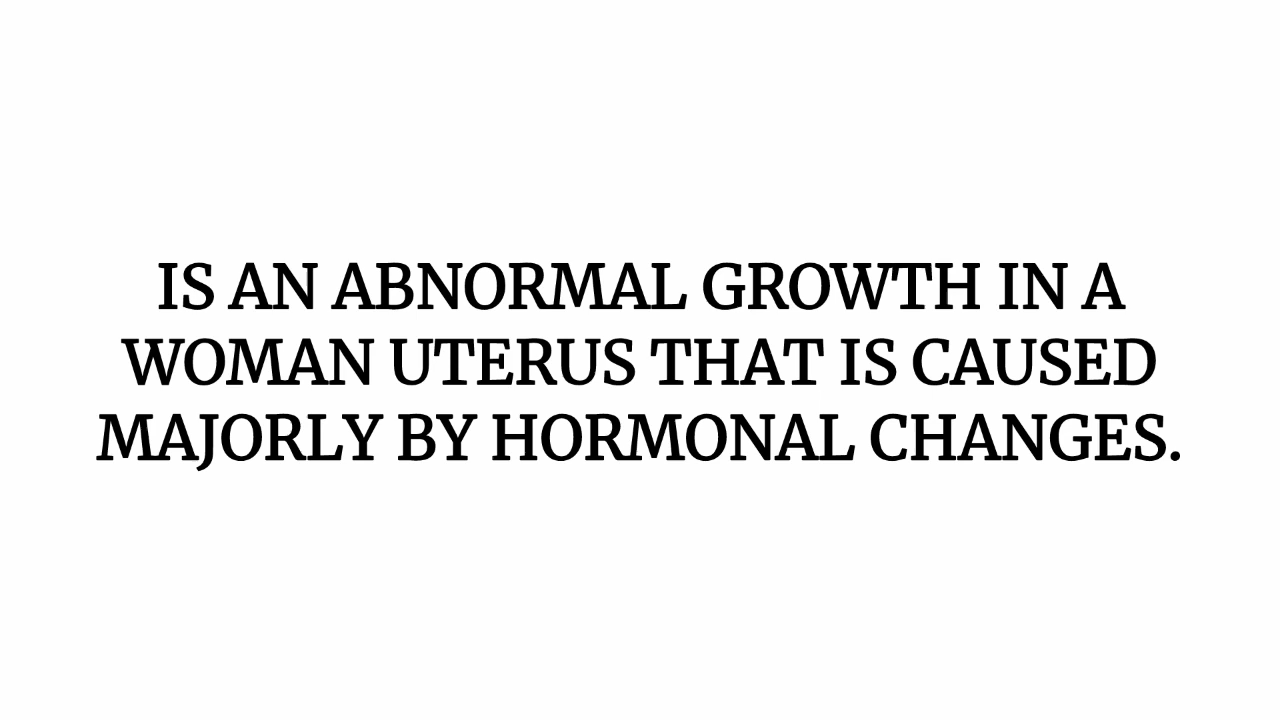 IS AN ABNORMAL GROWTH IN A
WOMAN UTERUS THAT IS CAUSED
MAJORLY BY HORMONAL CHANGES.